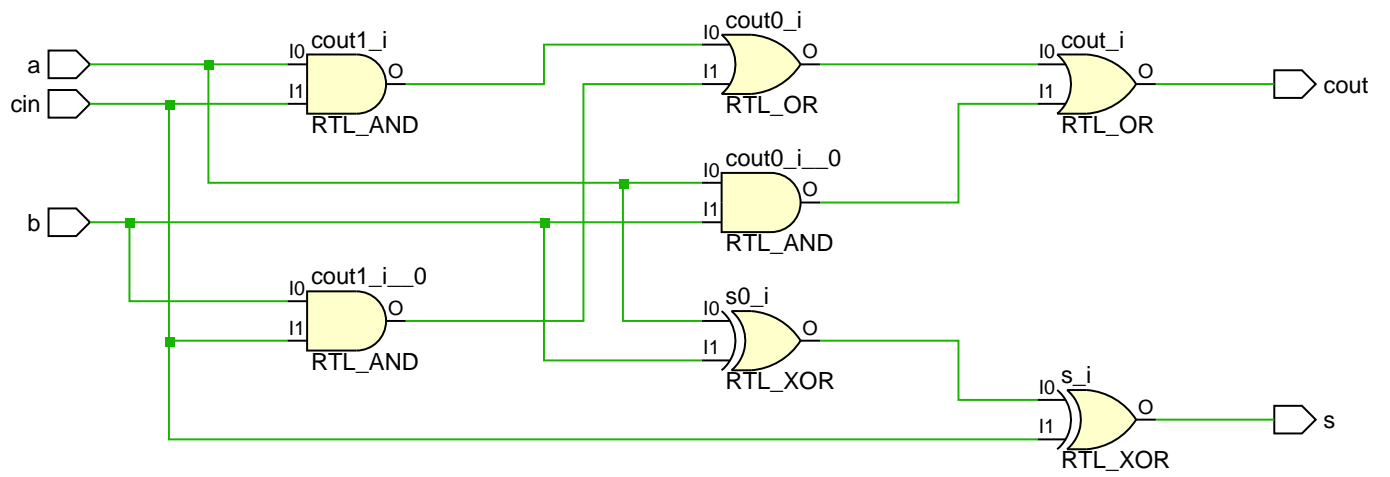 cout0_i
cout1_i
I0
I0
cout_i
a
I0
O
O
I1
O
cin
I1
I1
cout
RTL_OR
RTL_AND
RTL_OR
cout0_i__0
I0
O
b
I1
RTL_AND
cout1_i__0
I0
s0_i
O
I0
I1
O
I1
RTL_AND
RTL_XOR
s_i
I0
O
s
I1
RTL_XOR